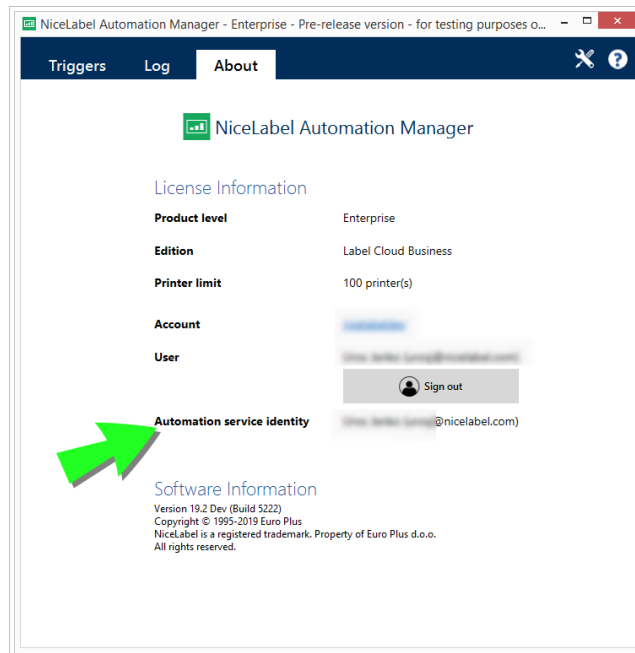 NiceLabel Automation Manager - Enterprise - Pre-release version - for testing purposes o...
Triggers Log About
NiceLabel Automation Manager
License Information
Product level Enterprise
Edition Label Cloud Business
Printer limit 100 printer(s)
Account
User
Sign out
Automation service identity @nicelabel.com)
Software Information
Version 19.2 Dev (Build 5222)
Copyright © 1995-2019 Euro Plus
NiceLabel is a registered trademark. Property of Euro Plus d.o.o.
All rights reserved.